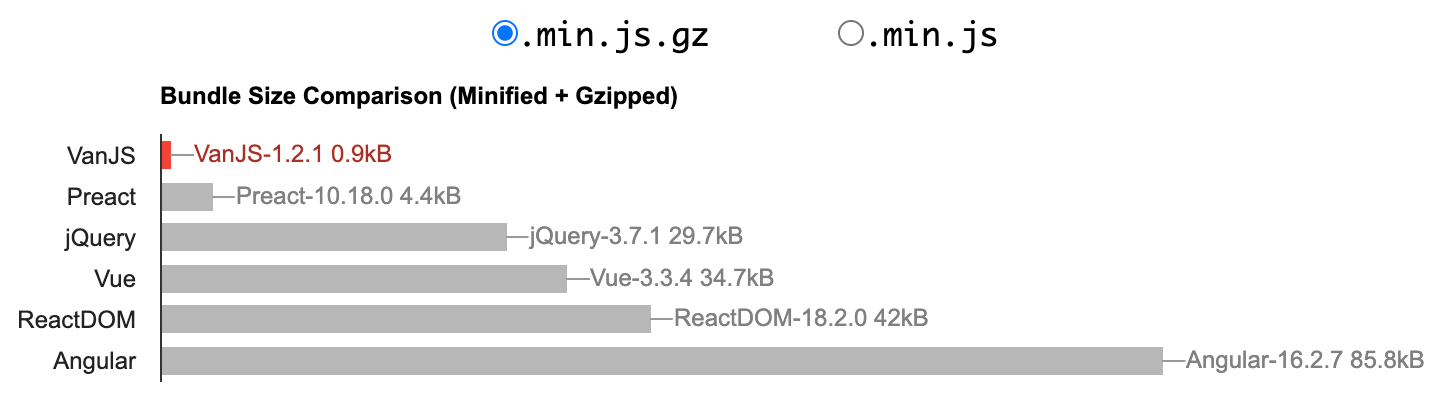 .min.js.gz .min.js
Bundle Size Comparison (Minified + Gzipped)
VanJS VanJS-1.2.1 0.9kB
Preact Preact-10.18.0 4.4kB
jQuery jQuery-3.7.1 29.7kB
Vue Vue-3.3.4 34.7kB
ReactDOM ReactDOM-18.2.0 42kB
Angular Angular-16.2.7 85.8kB